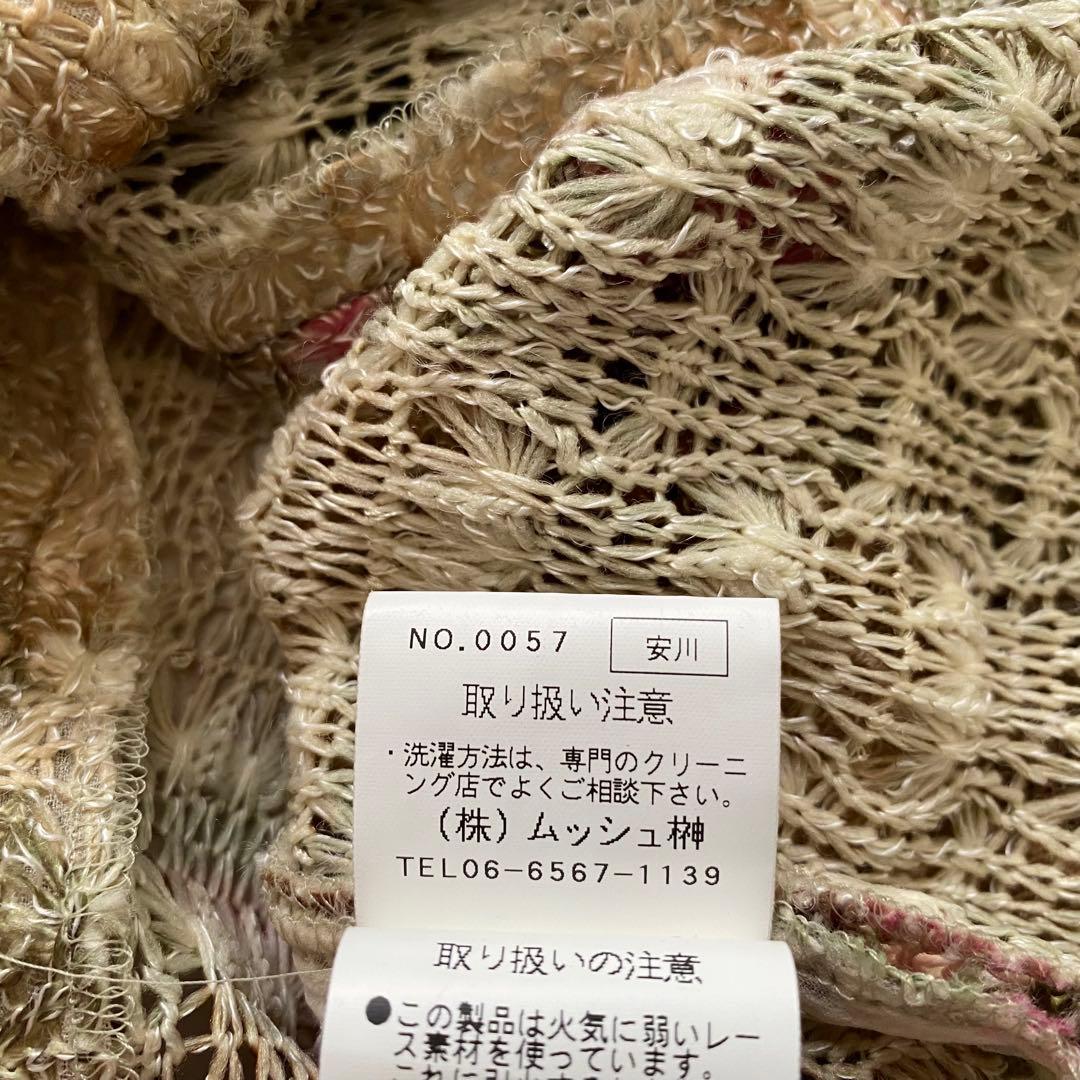 NO.0057 安川
取り扱い注意
・洗濯方法は、専門のクリーニ
ング店でよくご相談下さい。
(株)ムッシュ榊
TEL06-6567-1139
取り扱いの注意
●この製品は火気に弱いレー
ス素材を使っています。